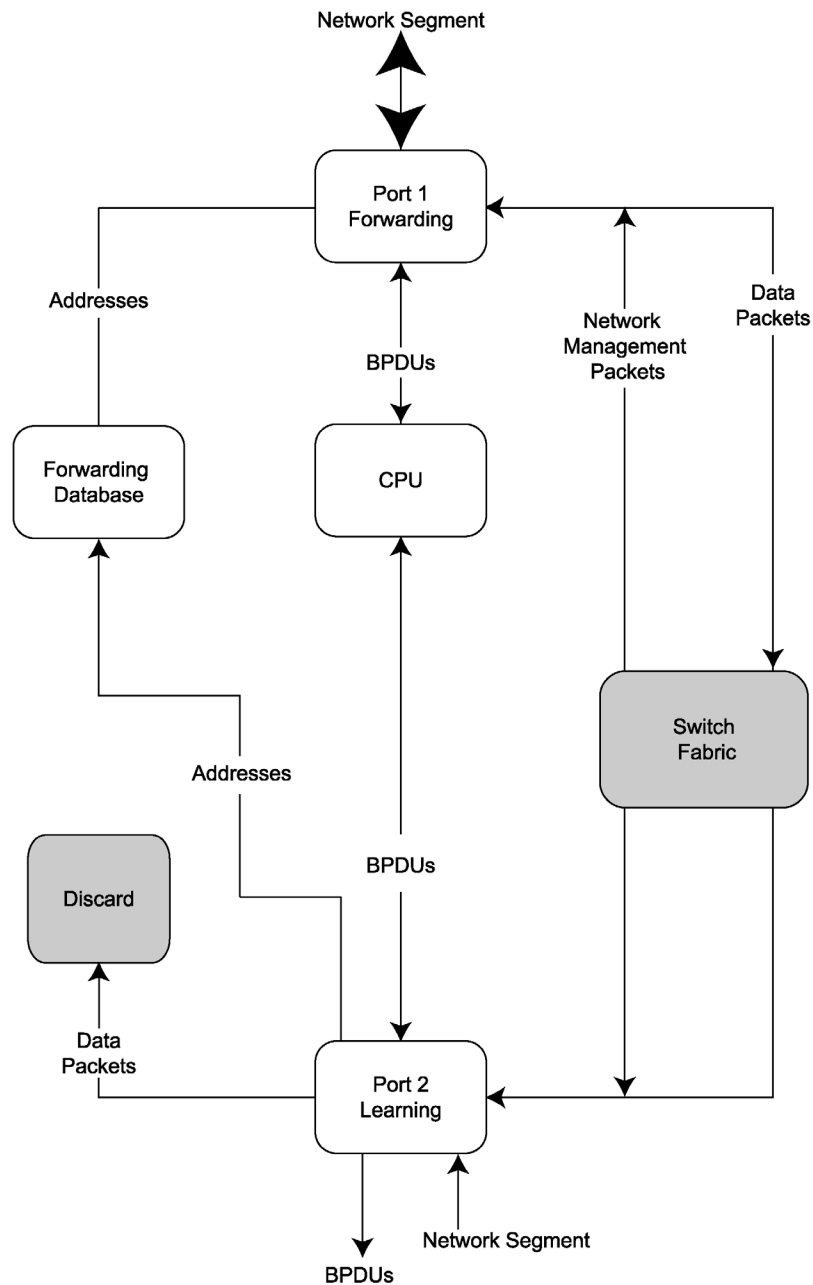 Network Segment
Port 1
Forwarding
Addresses
Data
Packets
Network
Management
Packets
BPDUs
Forwarding
Database
CPU
Switch
Fabric
Addresses
BPDUs
Discard
Data
Packets
Port 2
Learning
Network Segment
BPDUs